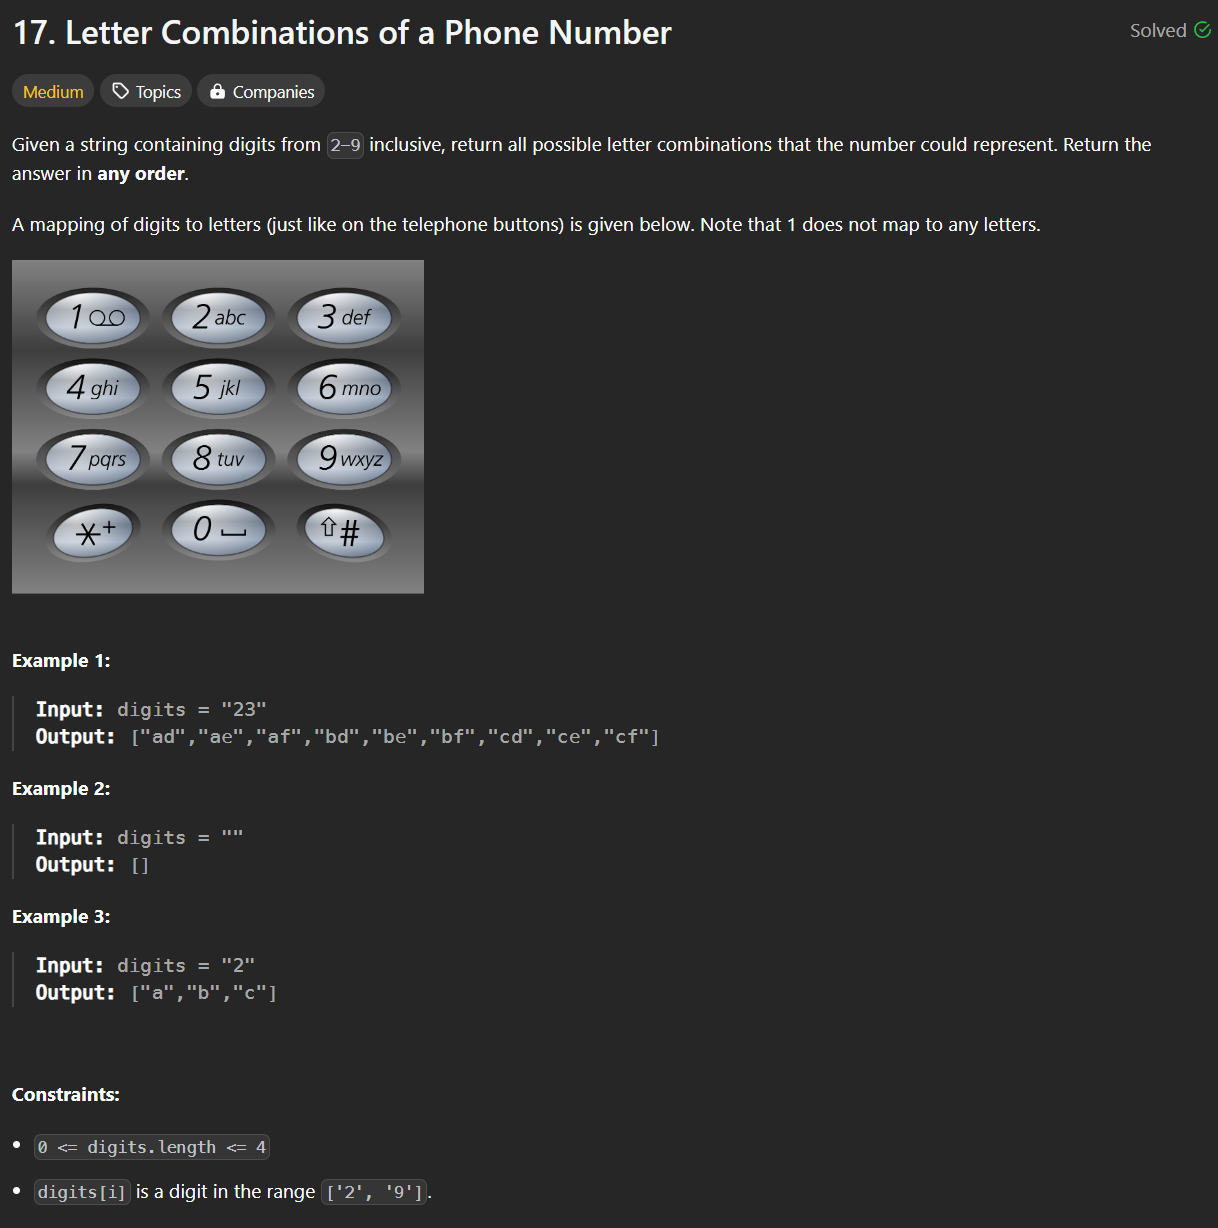 17. Letter Combinations of a Phone Number
Solved
Medium
Topics
Companies
Given a string containing digits from 2-9 inclusive, return all possible letter combinations that the number could represent. Return the
answer in any order.
A mapping of digits to letters (just like on the telephone buttons) is given below. Note that 1 does not map to any letters.
1
2 abc
3 def
4 ghi
5 jkl
6 mno
7 pqrs
8 tuv
9 wxyz
*+
0
#
Example 1:
Input: digits = "23"
Output: ["ad","ae","af","bd","be","bf","cd","ce","cf"]
Example 2:
Input: digits = ""
Output: []
Example 3:
Input: digits = "2"
Output: ["a","b","c"]
Constraints:
• 0 <= digits.length <= 4
• digits[i] is a digit in the range ['2', '9'].